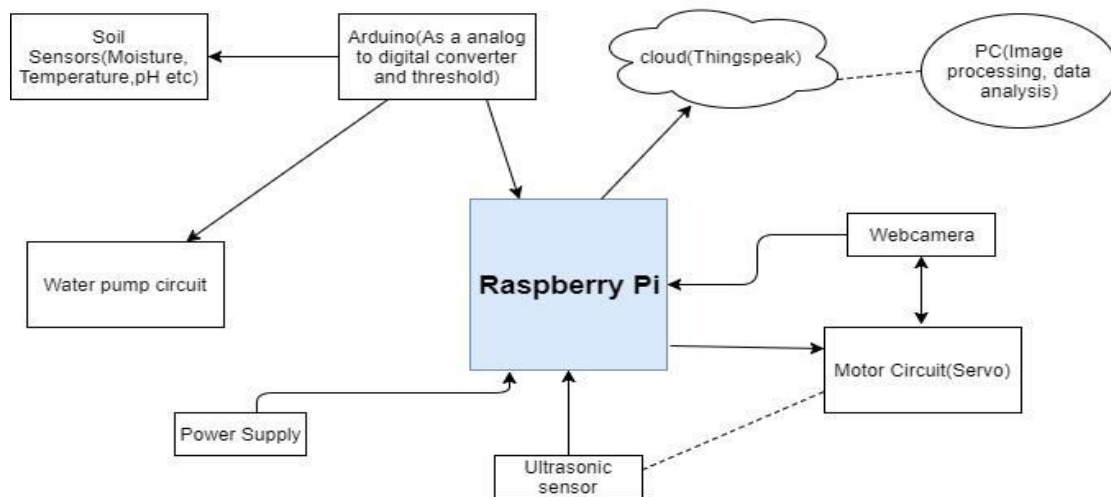 Soil
Sensors(Moisture,
Temperature,pH etc)
Arduino(As a analog
to digital converter
and threshold)
cloud(Thingspeak)
PC(Image
processing, data
analysis)
Webcamera
Raspberry Pi
Water pump circuit
Motor Circuit(Servo)
Power Supply
Ultrasonic
sensor